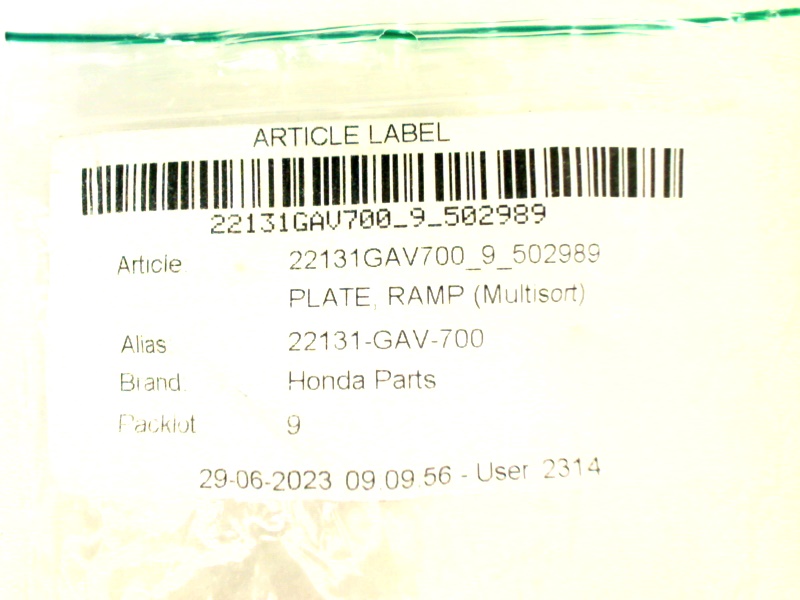 ARTICLE LABEL
22131GAV700_9_502989
Article: 22131GAV700_9_502989
PLATE, RAMP (Multisort)
Alias 22131-GAV-700
Brand: Honda Parts
Packlot 9
29-06-2023 09:09:56 - User 2314